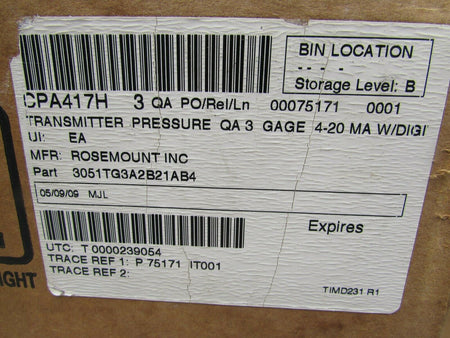 BIN LOCATION
Storage Level: B
CPA417H 3 QA PO/Rel/Ln 00075171 0001
TRANSMITTER PRESSURE QA 3 GAGE 4-20 MA W/DIGI
UI: EA
MFR: ROSEMOUNT INC
Part 3051TG3A2B21AB4
05/09/09 MJL
Expires
UTC: T 0000239054
TRACE REF 1: P 75171 IT001
TRACE REF 2:
TIMD231 R1
IGHT